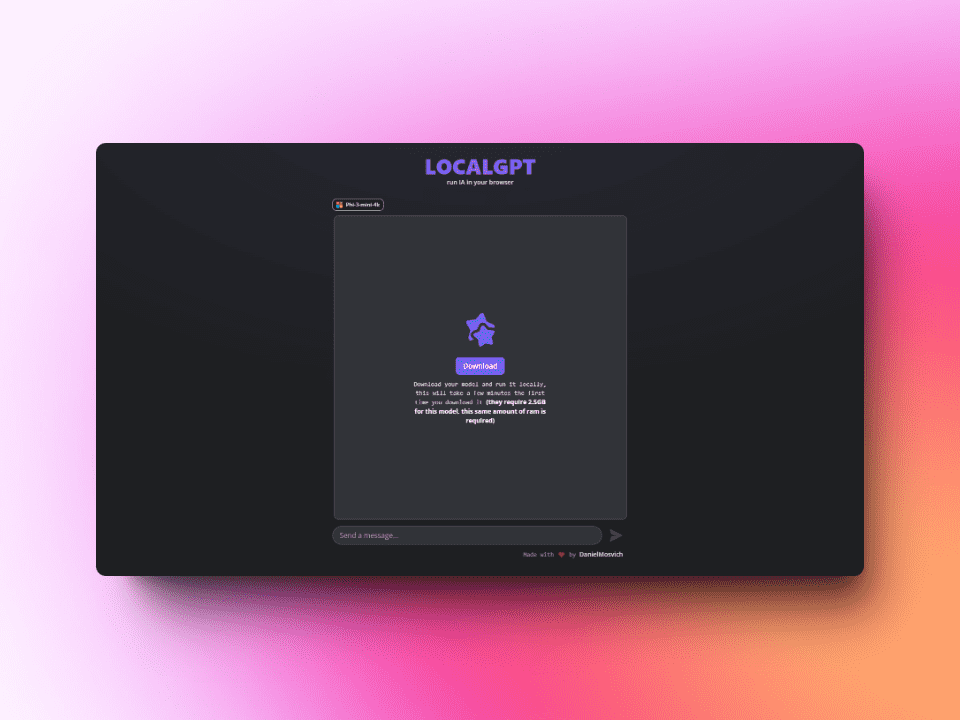 LOCALGPT
run IA in your browser
Phi-3-mini-4k
Download
Download your model and run it locally,
this will take a few minutes the first
time you download it (they require 2.5GB
for this model, this same amount of ram is
required)
Send a message...
Made with ❤ by DanielMosvich